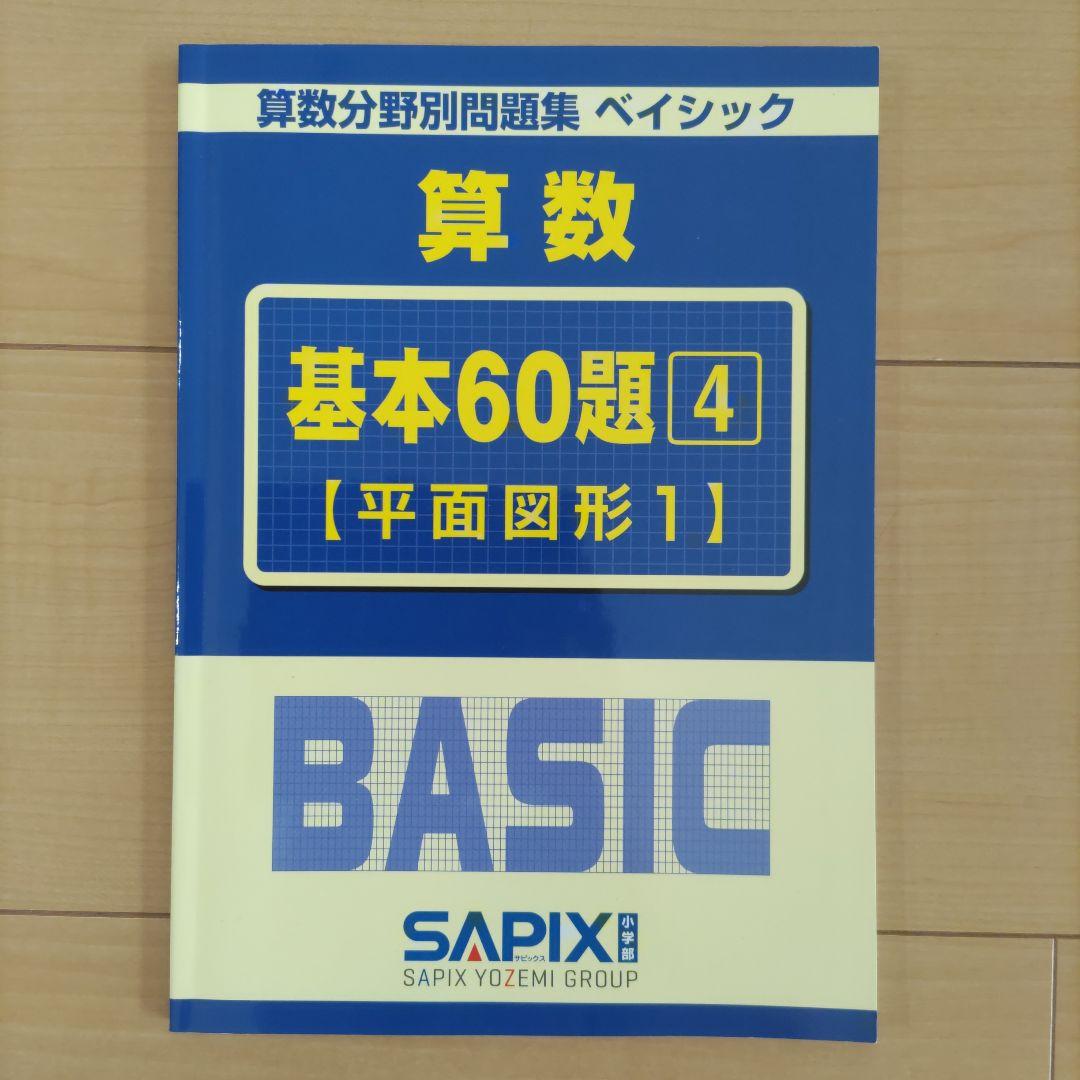 算数分野別問題集 ベイシック
算数
基本60題 4
【平面図形1】
BASIC
SAPIX 小学部
サピックス
SAPIX YOZEMI GROUP